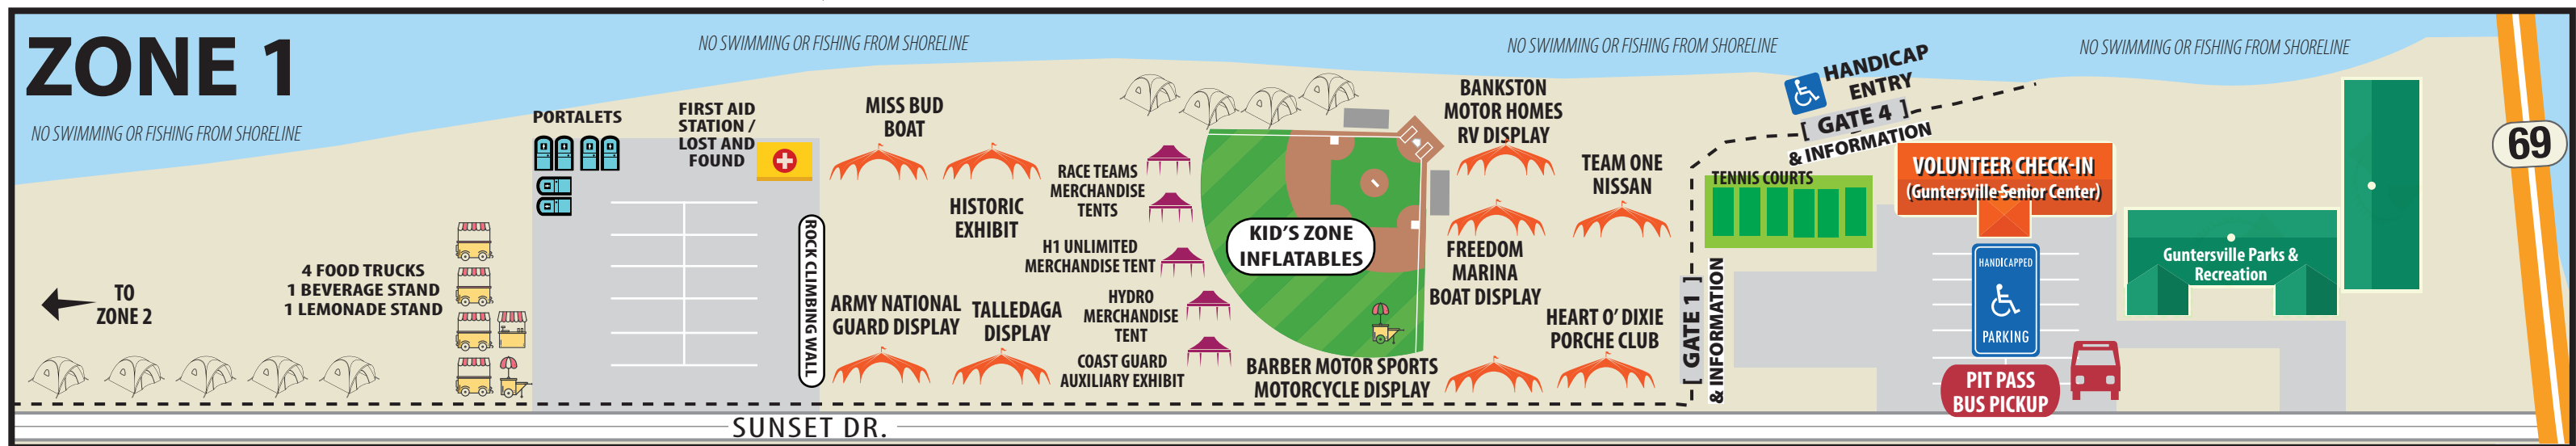 ZONE 1
NO SWIMMING OR FISHING FROM SHORELINE
NO SWIMMING OR FISHING FROM SHORELINE
NO SWIMMING OR FISHING FROM SHORELINE
NO SWIMMING OR FISHING FROM SHORELINE
TO
ZONE 2
4 FOOD TRUCKS
1 BEVERAGE STAND
1 LEMONADE STAND
PORTALETS
FIRST AID
STATION /
LOST AND
FOUND
ROCK CLIMBING WALL
MISS BUD
BOAT
HISTORIC
EXHIBIT
ARMY NATIONAL
GUARD DISPLAY
TALLEDAGA
DISPLAY
RACE TEAMS
MERCHANDISE
TENTS
H1 UNLIMITED
MERCHANDISE TENT
HYDRO
MERCHANDISE
TENT
COAST GUARD
AUXILIARY EXHIBIT
KID'S ZONE
INFLATABLES
BARBER MOTOR SPORTS
MOTORCYCLE DISPLAY
BANKSTON
MOTOR HOMES
RV DISPLAY
FREEDOM
MARINA
BOAT DISPLAY
TEAM ONE
NISSAN
HEART O' DIXIE
PORCHE CLUB
[ GATE 1 ]
& INFORMATION
HANDICAP
ENTRY
[ GATE 4 ]
& INFORMATION
TENNIS COURTS
VOLUNTEER CHECK-IN
(Guntersville Senior Center)
HANDICAPPED
PARKING
PIT PASS
BUS PICKUP
Guntersville Parks &
Recreation
69
SUNSET DR.